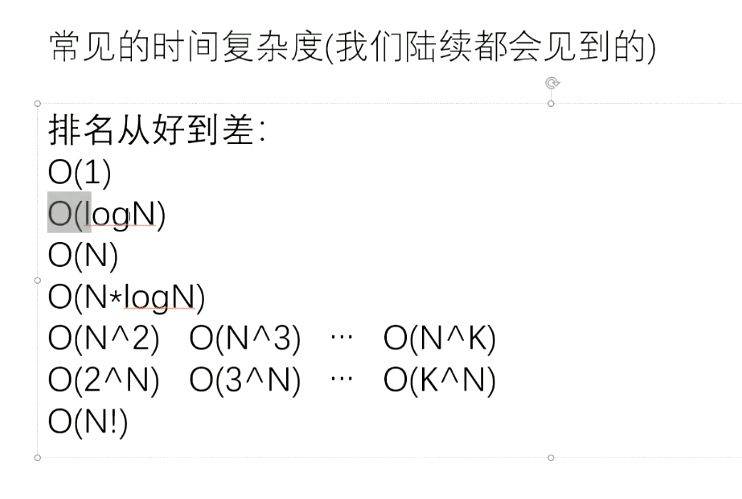 常见的时间复杂度(我们陆续都会见到的)
排名从好到差:
O(1)
O(logN)
O(N)
O(N*logN)
O(N^2) O(N^3) … O(N^K)
O(2^N) O(3^N) … O(K^N)
O(N!)